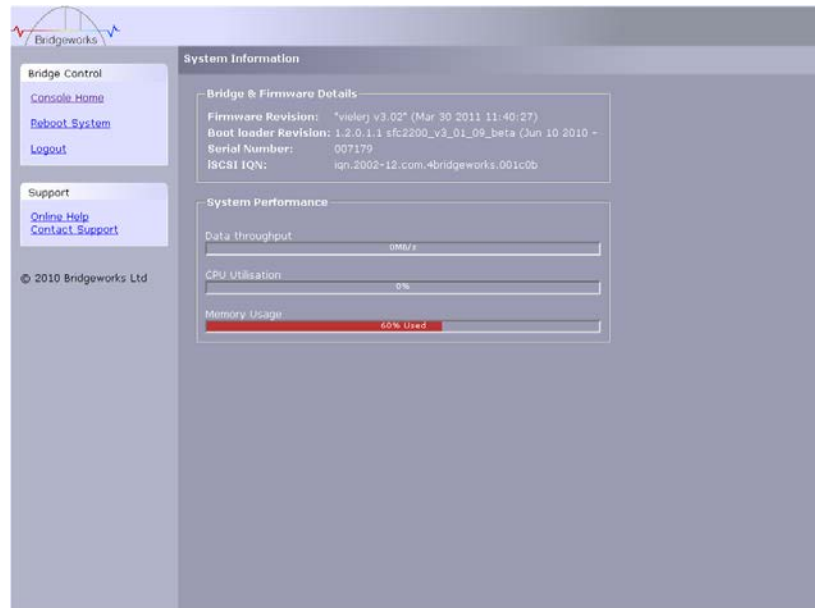 Bridgeworks
Bridge Control
Console Home
Reboot System
Logout
Support
Online Help
Contact Support
© 2010 Bridgeworks Ltd
System Information
Bridge & Firmware Details
Firmware Revision: "vielerj v3.02" (Mar 30 2011 11:40:27)
Boot loader Revision: 1.2.0.1.1 sfc2200_v3_01_09_beta (Jun 10 2010 -
Serial Number: 007179
iSCSI IQN: iqn.2002-12.com.4bridgeworks.001c0b
System Performance
Data throughput
0MB/s
CPU Utilisation
0%
Memory Usage
60% Used